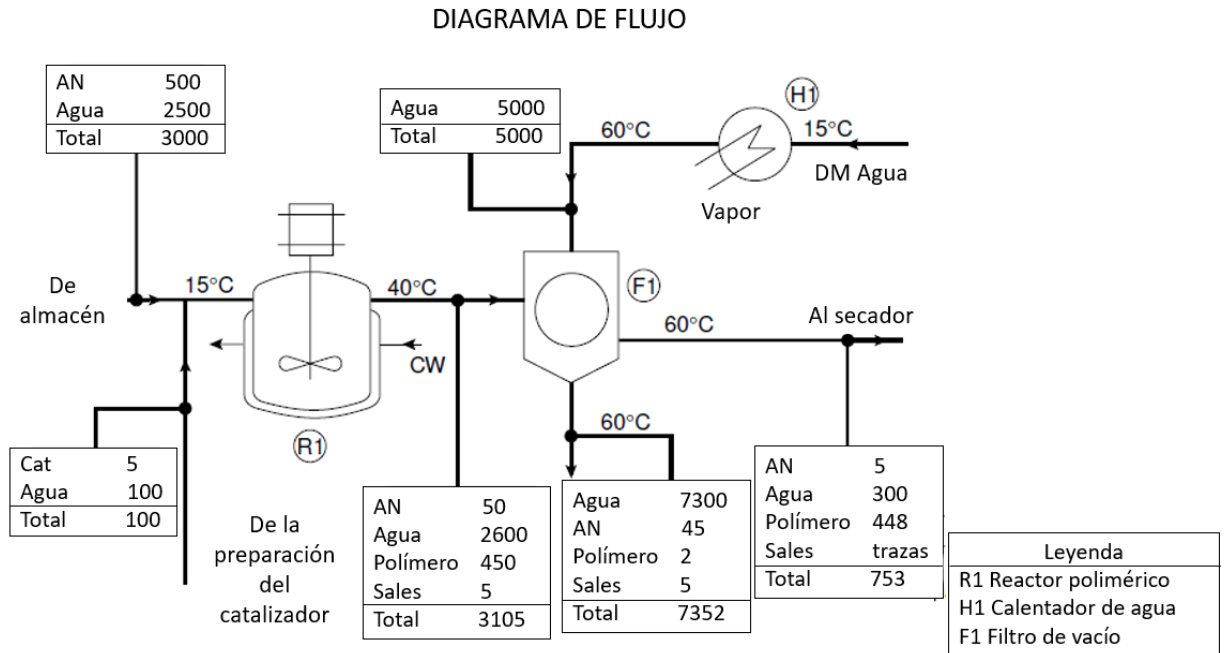 DIAGRAMA DE FLUJO
AN 500
Agua 2500
Total 3000
Agua 5000
Total 5000
H1
60°C
15°C
DM Agua
Vapor
De
almacén
15°C
40°C
F1
60°C
Al secador
CW
R1
60°C
Cat 5
Agua 100
Total 100
De la
preparación
del
catalizador
AN 50
Agua 2600
Polímero 450
Sales 5
Total 3105
Agua 7300
AN 45
Polímero 2
Sales 5
Total 7352
AN 5
Agua 300
Polímero 448
Sales trazas
Total 753
Leyenda
R1 Reactor polimérico
H1 Calentador de agua
F1 Filtro de vacío